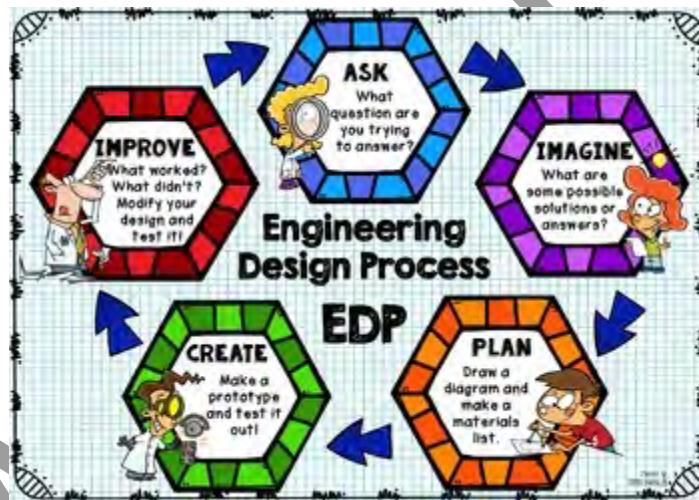 ASK
What
question are
you trying
to answer?
IMAGINE
What are
some possible
solutions or
answers?
PLAN
Draw a
diagram and
make a
materials
list.
CREATE
Make a
prototype
and test it
out!
IMPROVE
What worked?
What didn't?
Modify your
design and
test it!
Engineering
Design Process
EDP